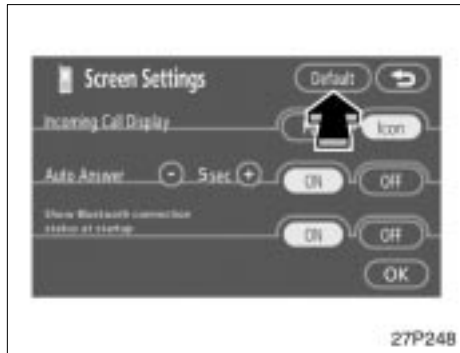 Screen Settings
Default
Incoming Call Display
Icon
Auto Answer - 5sec + ON OFF
Show Bluetooth connection
status at startup
ON OFF
OK
27P248